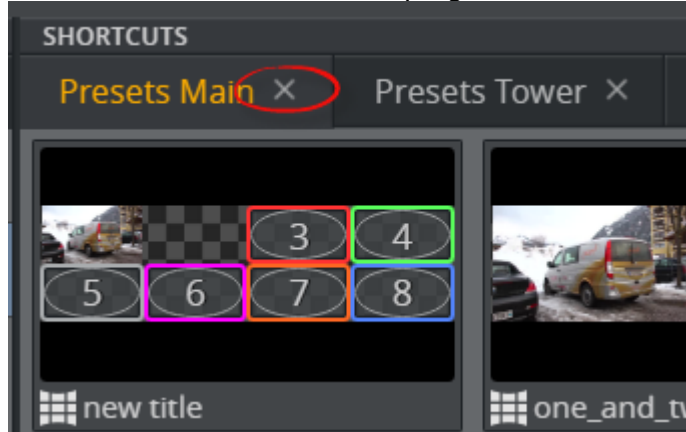 SHORTCUTS
Presets Main ×
Presets Tower ×
3 4
5 6 7 8
new title
one_and_tw